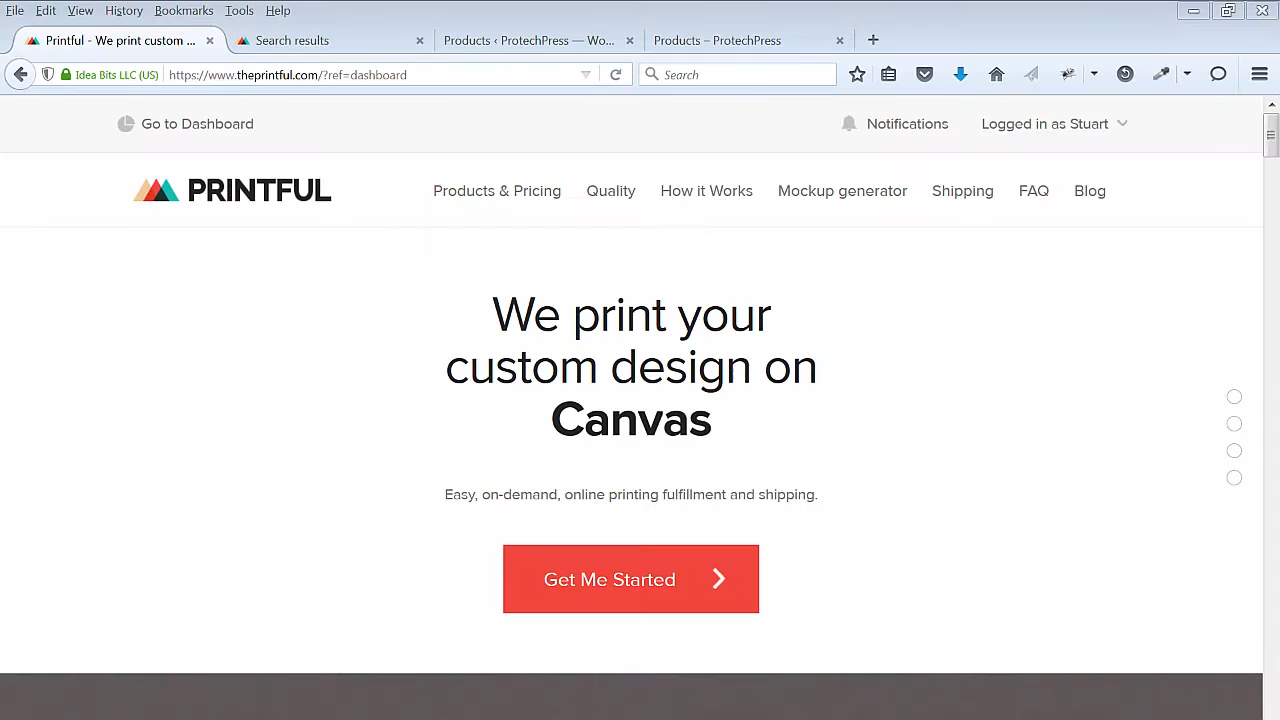 File Edit View History Bookmarks Tools Help
Printful - We print custom ... Search results Products ‹ ProtechPress — Wo... Products – ProtechPress
Idea Bits LLC (US) https://www.theprintful.com/?ref=dashboard Search
Go to Dashboard Notifications Logged in as Stuart
PRINTFUL Products & Pricing Quality How it Works Mockup generator Shipping FAQ Blog
We print your
custom design on
Canvas
Easy, on-demand, online printing fulfillment and shipping.
Get Me Started